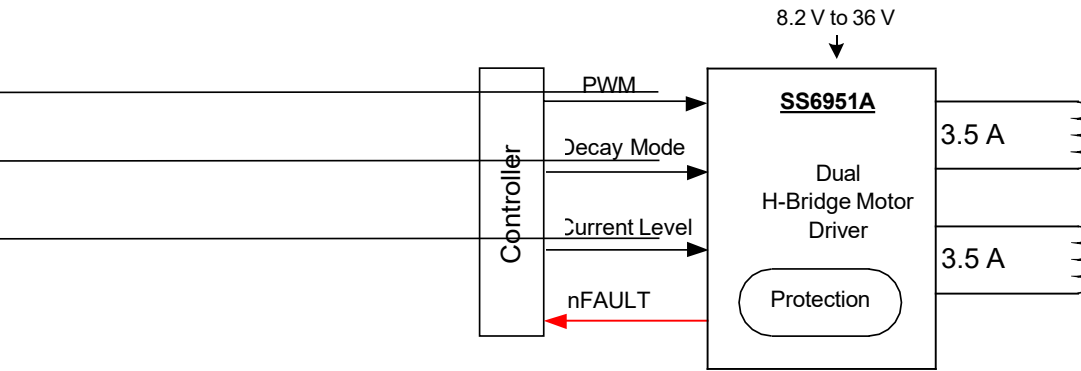 8.2 V to 36 V
PWM
SS6951A
3.5 A
Decay Mode
Controller
Dual
H-Bridge Motor
Driver
Current Level
3.5 A
nFAULT
Protection